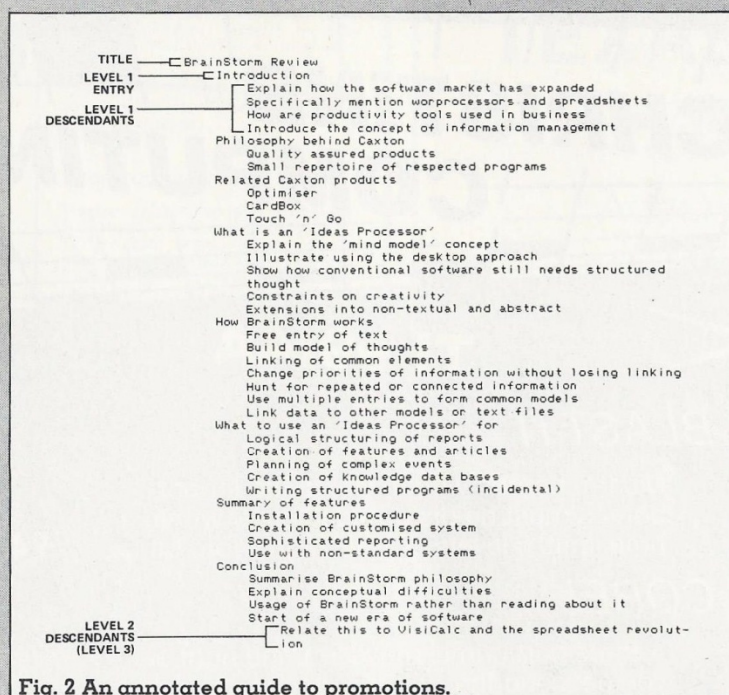 TITLE BrainStorm Review
LEVEL 1 ENTRY Introduction
LEVEL 1 DESCENDANTS
Explain how the software market has expanded
Specifically mention worprocessors and spreadsheets
How are productivity tools used in business
Introduce the concept of information management
Philosophy behind Caxton
Quality assured products
Small repertoire of respected programs
Related Caxton products
Optimiser
CardBox
Touch 'n' Go
What is an 'Ideas Processor'
Explain the 'mind model' concept
Illustrate using the desktop approach
Show how conventional software still needs structured
thought
Constraints on creativity
Extensions into non-textual and abstract
How BrainStorm works
Free entry of text
Build model of thoughts
Linking of common elements
Change priorities of information without losing linking
Hunt for repeated or connected information
Use multiple entries to form common models
Link data to other models or text files
What to use an 'Ideas Processor' for
Logical structuring of reports
Creation of features and articles
Planning of complex events
Creation of knowledge data bases
Writing structured programs (incidental)
Summary of features
Installation procedure
Creation of customised system
Sophisticated reporting
Use with non-standard systems
Conclusion
Summarise BrainStorm philosophy
Explain conceptual difficulties
Usage of BrainStorm rather than reading about it
Start of a new era of software
LEVEL 2 DESCENDANTS (LEVEL 3)
Relate this to VisiCalc and the spreadsheet revolut-
ion
Fig. 2 An annotated guide to promotions.